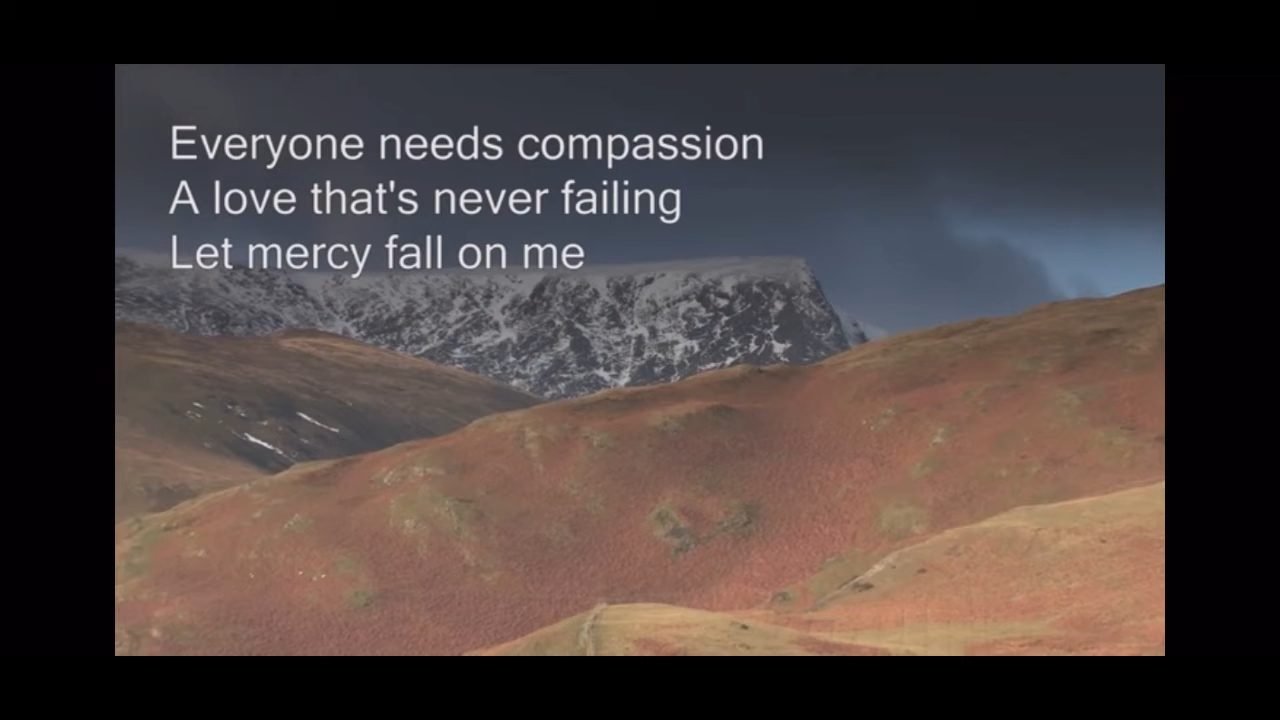 Everyone needs compassion
A love that's never failing
Let mercy fall on me